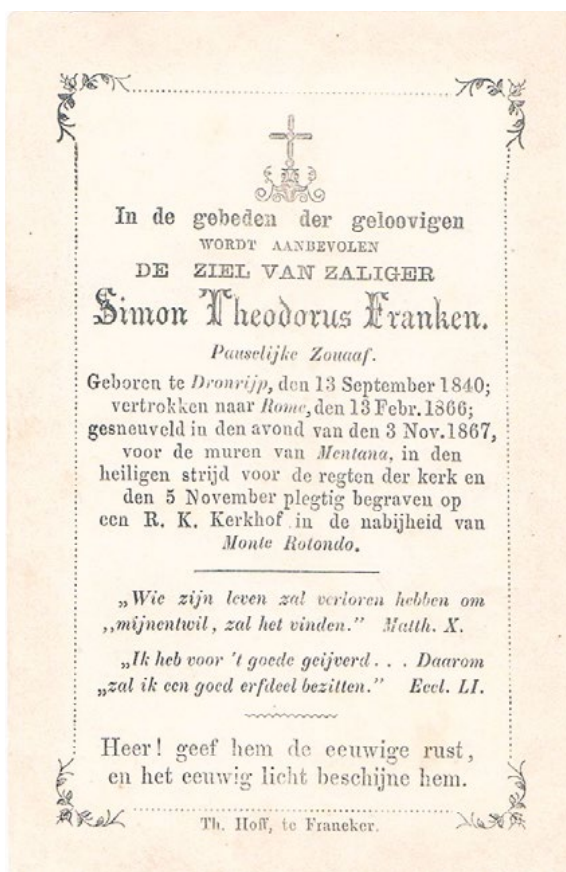 In de gebeden der geloovigen
WORDT AANBEVOLEN
DE ZIEL VAN ZALIGER
Simon Theodorus Franken.
Pauselijke Zouaaf.
Geboren te Dronrijp, den 13 September 1840;
vertrokken naar Rome, den 13 Febr. 1866;
gesneuveld in den avond van den 3 Nov. 1867,
voor de muren van Mentana, in den
heiligen strijd voor de regten der kerk en
den 5 November plegtig begraven op
een R. K. Kerkhof in de nabijheid van
Monte Rotondo.
„Wie zijn leven zal verloren hebben om
,,mijnentwil, zal het vinden.” Matth. X.
„Ik heb voor 't goede geijverd . . . Daarom
„zal ik een goed erfdeel bezitten.” Eccl. LI.
Heer! geef hem de eeuwige rust,
en het eeuwig licht beschijne hem.
Th. Hoff, te Franeker.